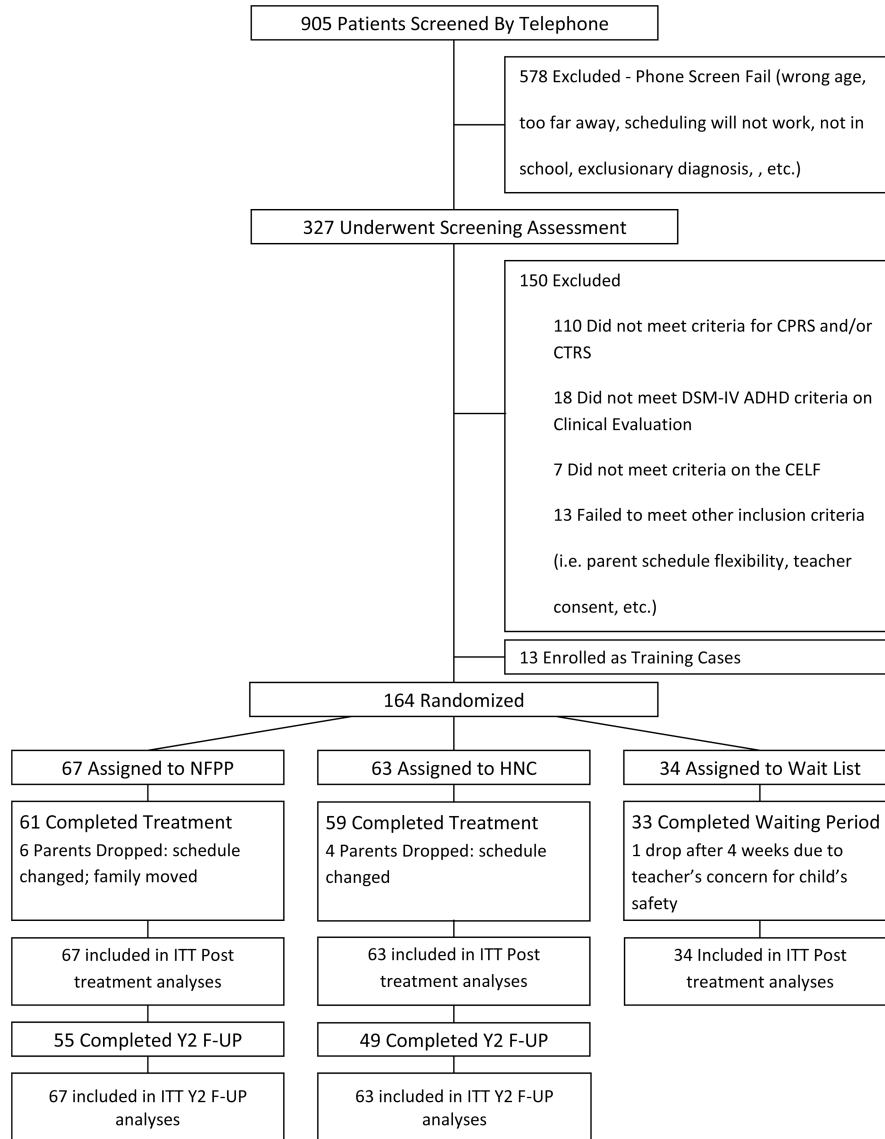 905 Patients Screened By Telephone
578 Excluded - Phone Screen Fail (wrong age,
too far away, scheduling will not work, not in
school, exclusionary diagnosis, , etc.)
327 Underwent Screening Assessment
150 Excluded
110 Did not meet criteria for CPRS and/or
CTRS
18 Did not meet DSM-IV ADHD criteria on
Clinical Evaluation
7 Did not meet criteria on the CELF
13 Failed to meet other inclusion criteria
(i.e. parent schedule flexibility, teacher
consent, etc.)
13 Enrolled as Training Cases
164 Randomized
67 Assigned to NFPP
63 Assigned to HNC
34 Assigned to Wait List
61 Completed Treatment
6 Parents Dropped: schedule
changed; family moved
59 Completed Treatment
4 Parents Dropped: schedule
changed
33 Completed Waiting Period
1 drop after 4 weeks due to
teacher’s concern for child’s
safety
67 included in ITT Post
treatment analyses
63 included in ITT Post
treatment analyses
34 Included in ITT Post
treatment analyses
55 Completed Y2 F-UP
49 Completed Y2 F-UP
67 included in ITT Y2 F-UP
analyses
63 included in ITT Y2 F-UP
analyses